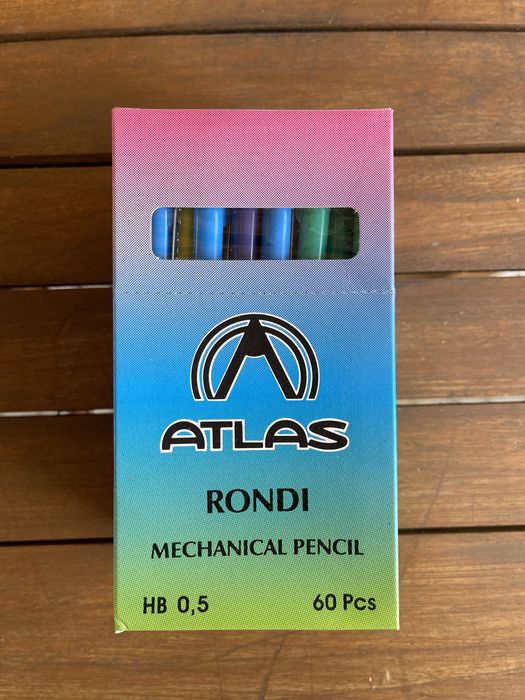 ATLAS
RONDI
MECHANICAL PENCIL
HB 0,5 60 Pcs